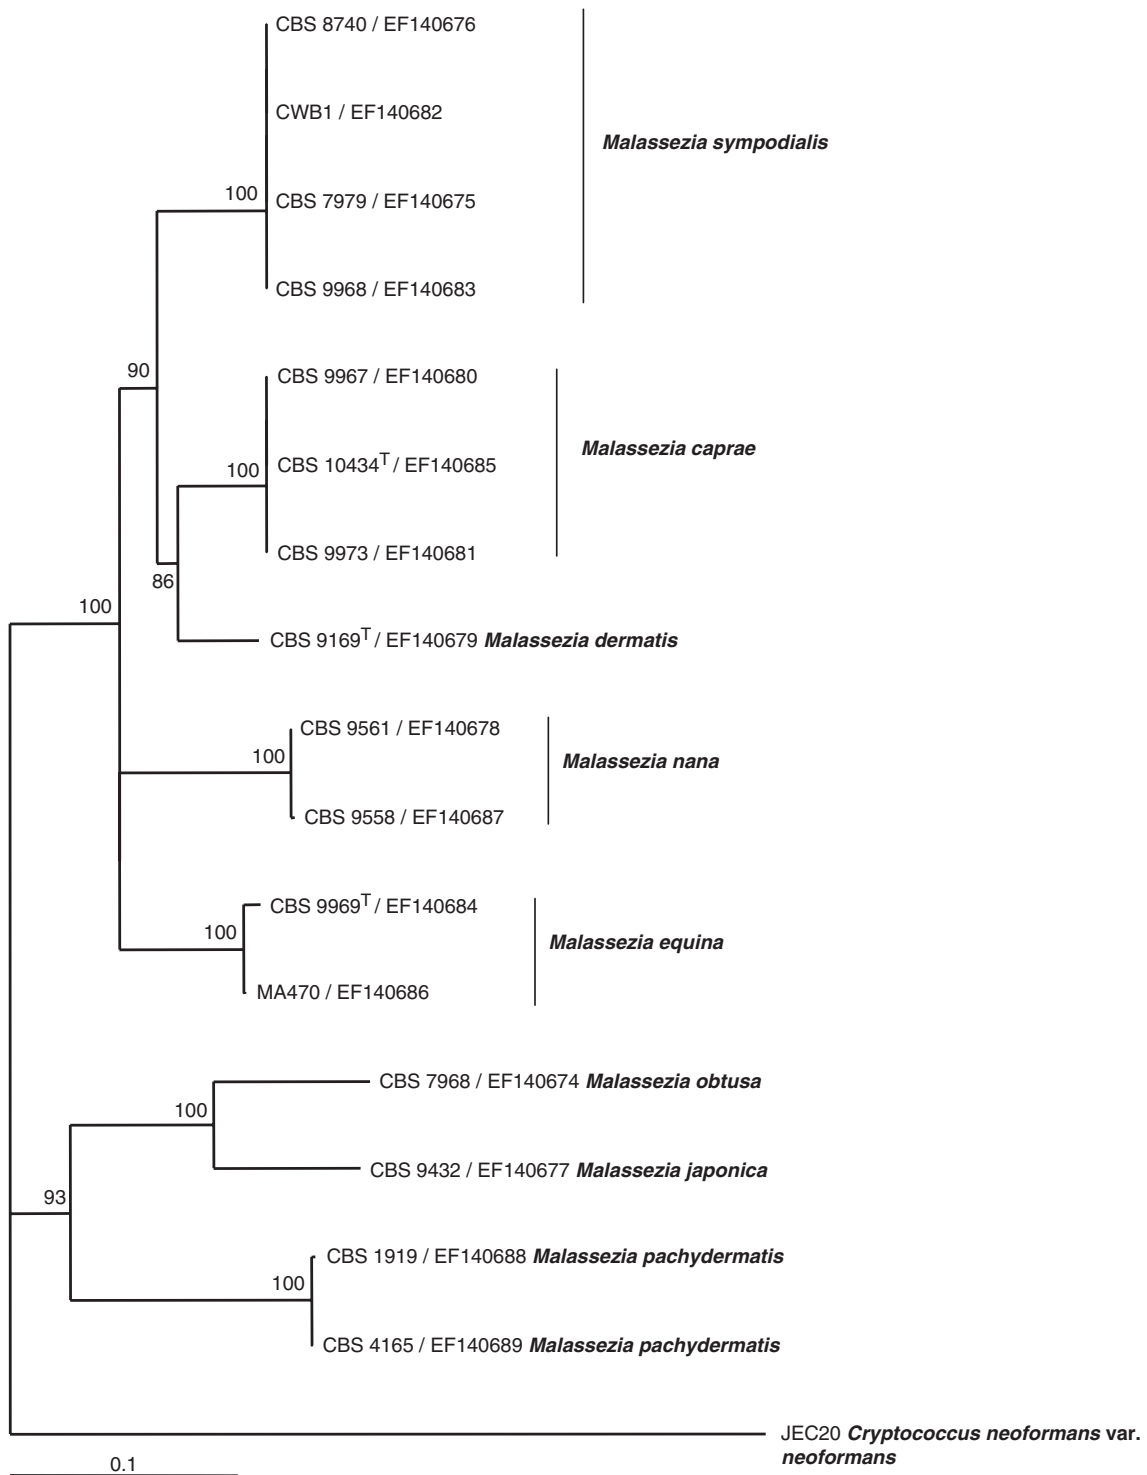 CBS 8740 / EF140676
CWB1 / EF140682
Malassezia sympodialis
100
CBS 7979 / EF140675
CBS 9968 / EF140683
90
CBS 9967 / EF140680
Malassezia caprae
100
CBS 10434T / EF140685
CBS 9973 / EF140681
86
100
CBS 9169T / EF140679 Malassezia dermatis
CBS 9561 / EF140678
100
Malassezia nana
CBS 9558 / EF140687
CBS 9969T / EF140684
100
Malassezia equina
MA470 / EF140686
CBS 7968 / EF140674 Malassezia obtusa
100
CBS 9432 / EF140677 Malassezia japonica
93
CBS 1919 / EF140688 Malassezia pachydermatis
100
CBS 4165 / EF140689 Malassezia pachydermatis
JEC20 Cryptococcus neoformans var.
neoformans
0.1